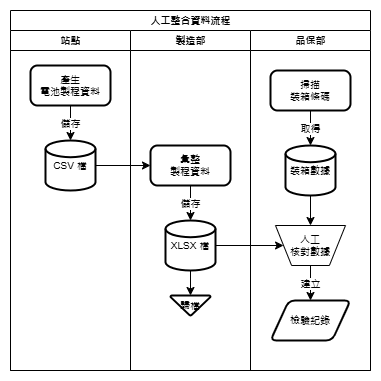 人工整合資料流程
站點
製造部
品保部
產生
電池製程資料
儲存
CSV 檔
彙整
製程資料
儲存
XLSX 檔
歸檔
掃描
裝箱條碼
取得
裝箱數據
人工
核對數據
建立
檢驗紀錄